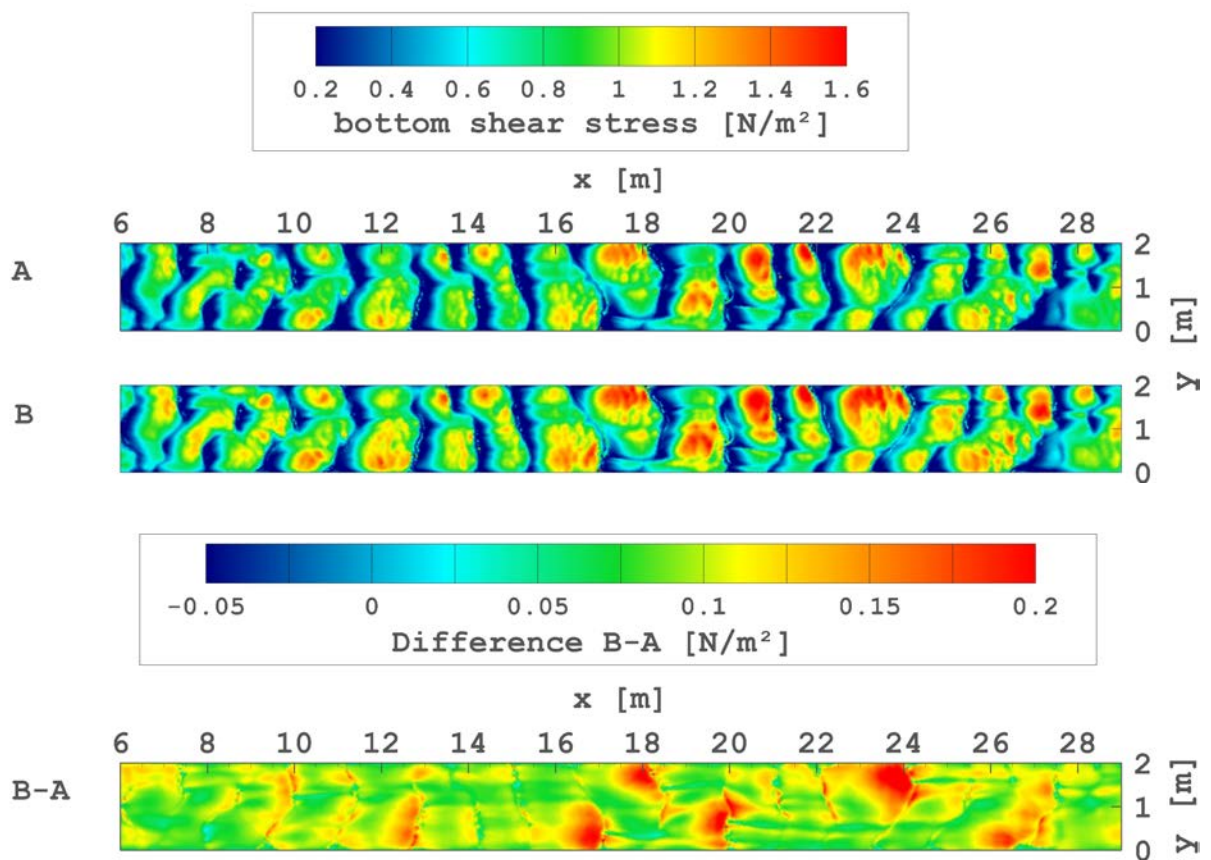 0.2 0.4 0.6 0.8 1 1.2 1.4 1.6
bottom shear stress [N/m²]
x [m]
6 8 10 12 14 16 18 20 22 24 26 28
2
A
1
0
y [m]
2
B
1
0
-0.05 0 0.05 0.1 0.15 0.2
Difference B-A [N/m²]
x [m]
6 8 10 12 14 16 18 20 22 24 26 28
2
B-A
1
0
y [m]